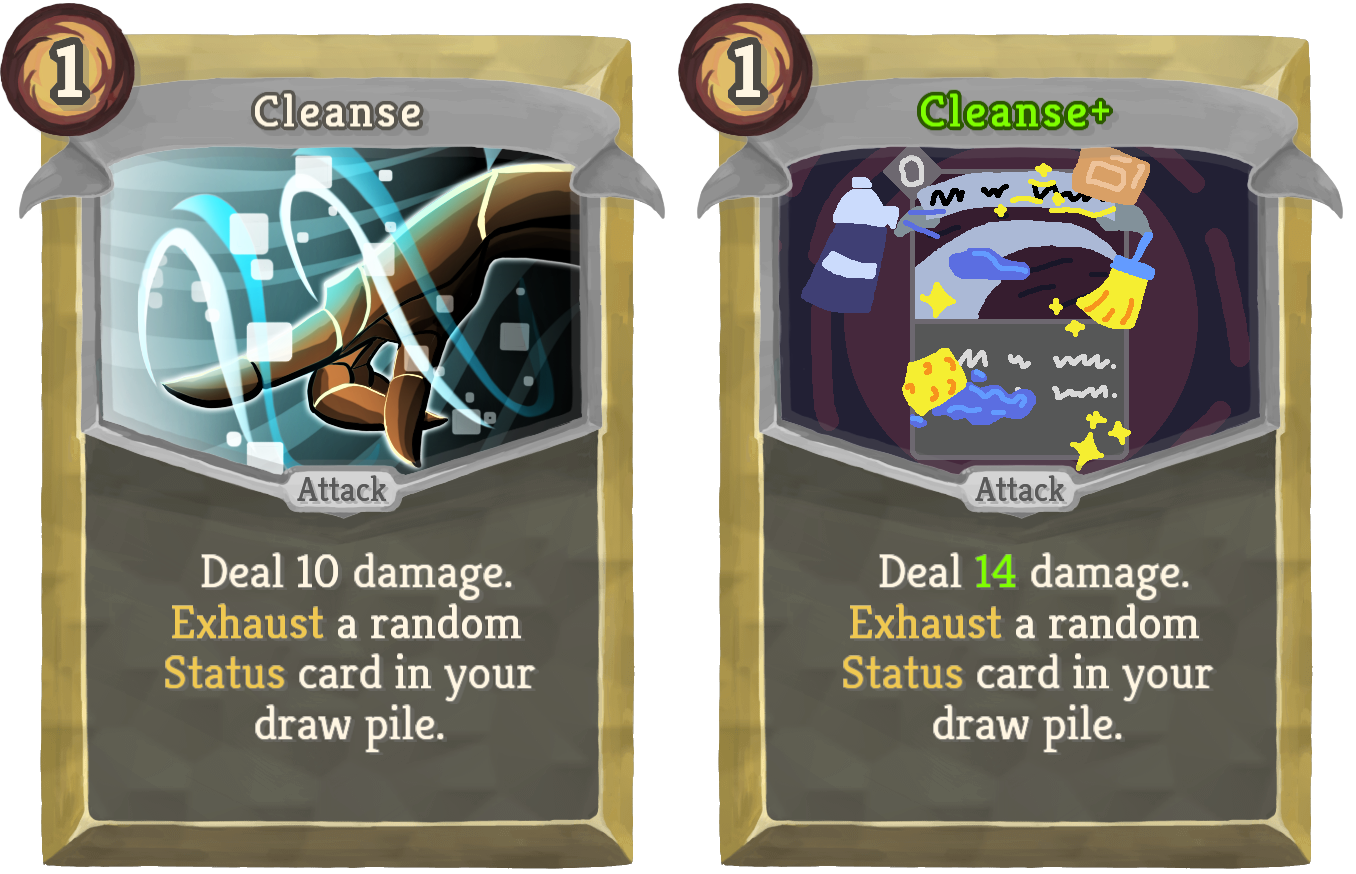 1
Cleanse
Attack
Deal 10 damage.
Exhaust a random
Status card in your
draw pile.
1
Cleanse+
0
Attack
Deal 14 damage.
Exhaust a random
Status card in your
draw pile.